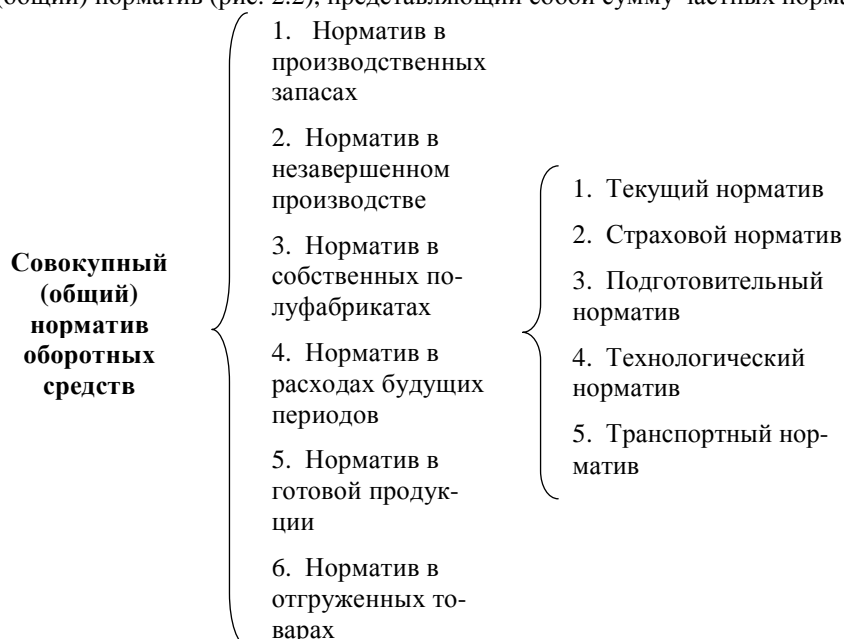 (общий) норматив (рис. 2.2), представляющий собой сумму частных
Совокупный
(общий)
норматив
оборотных
средств
1. Норматив в
производственных
запасах
2. Норматив в
незавершенном
производстве
3. Норматив в
собственных по-
луфабрикатах
4. Норматив в
расходах будущих
периодов
5. Норматив в
готовой продук-
ции
6. Норматив в
отгруженных то-
варах
1. Текущий норматив
2. Страховой норматив
3. Подготовительный
норматив
4. Технологический
норматив
5. Транспортный нор-
матив